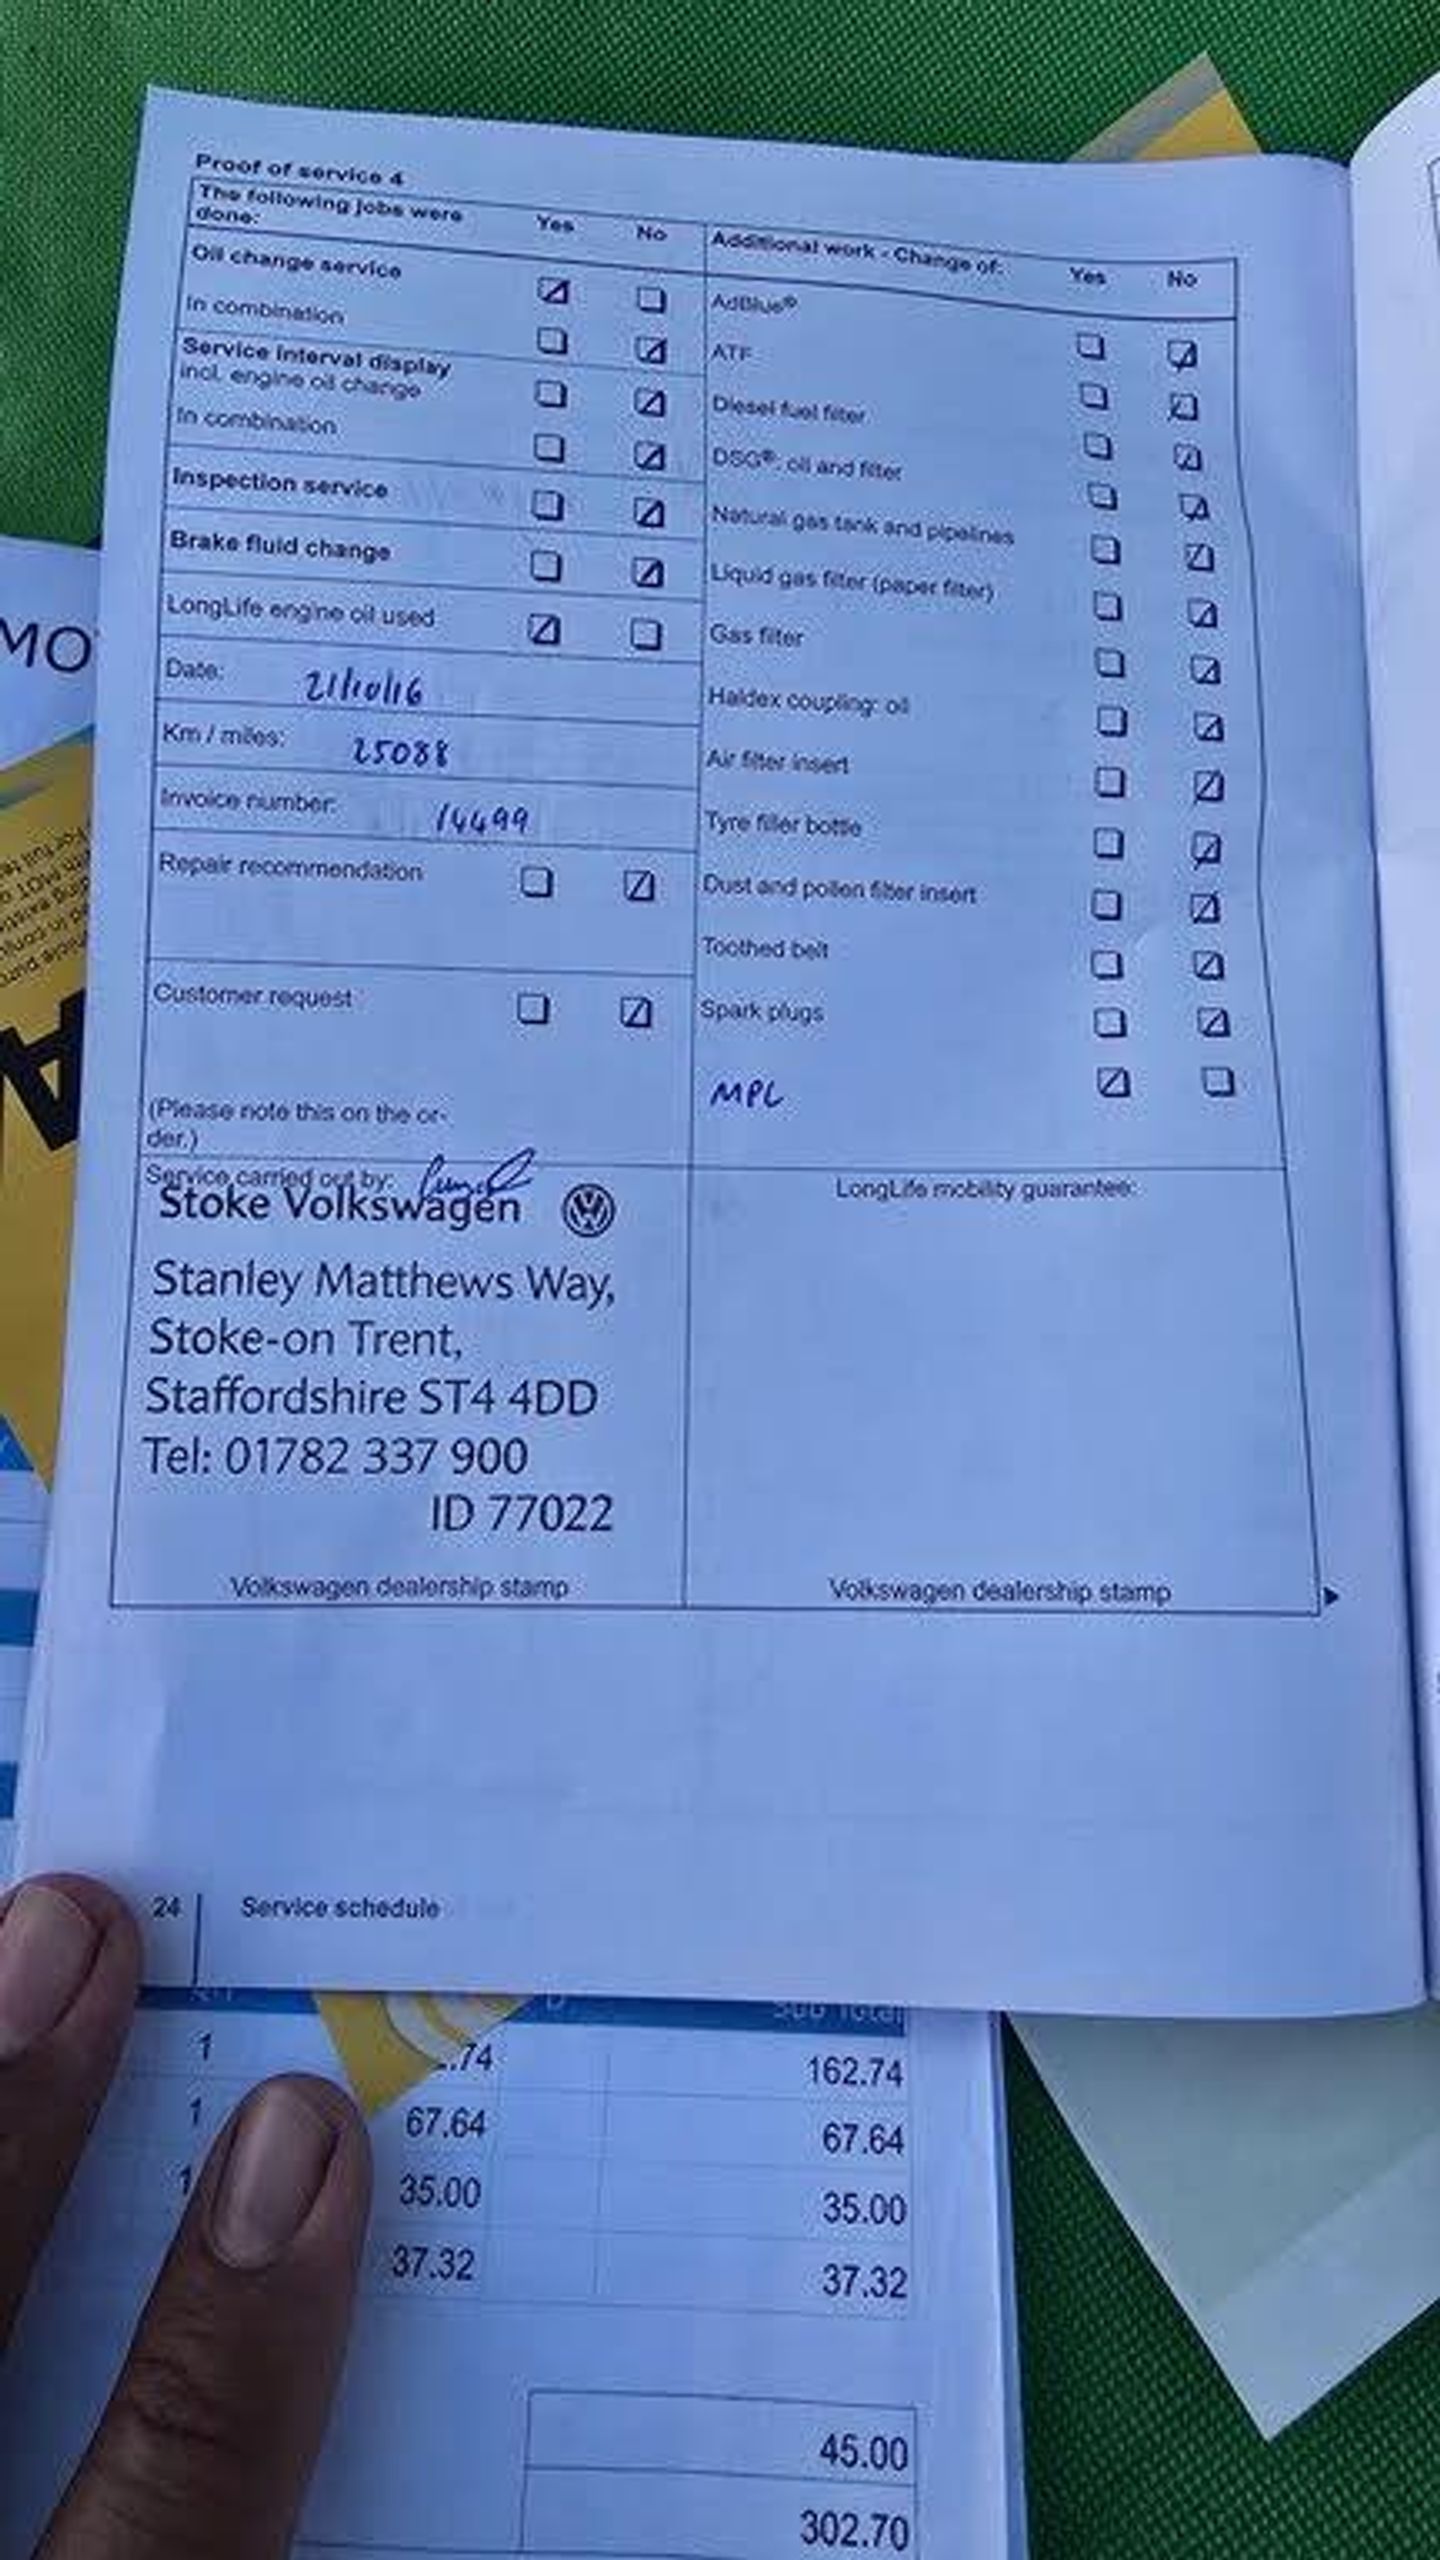 Proof of service 4
The following jobs were
done:
Yes
No
Oil change service
In combination
Service interval display
incl. engine oil change
In combination
Inspection service
Brake fluid change
LongLife engine oil used
Date: 21/10/16
Km / miles: 25088
Invoice number: 14499
Repair recommendation
Customer request
(Please note this on the or-
der.)
Additional work - Change of:
Yes
No
AdBlue®
ATF
Diesel fuel filter
DSG®: oil and filter
Natural gas tank and pipelines
Liquid gas filter (paper filter)
Gas filter
Haldex coupling: oil
Air filter insert
Tyre filler bottle
Dust and pollen filter insert
Toothed belt
Spark plugs
MPL
Service carried out by:
Stoke Volkswagen
Stanley Matthews Way,
Stoke-on Trent,
Staffordshire ST4 4DD
Tel: 01782 337 900
ID 77022
Volkswagen dealership stamp
LongLife mobility guarantee:
Volkswagen dealership stamp
24
Service schedule
MO
A
Sub Total
1 .74 162.74
1 67.64 67.64
1 35.00 35.00
37.32 37.32
45.00
302.70